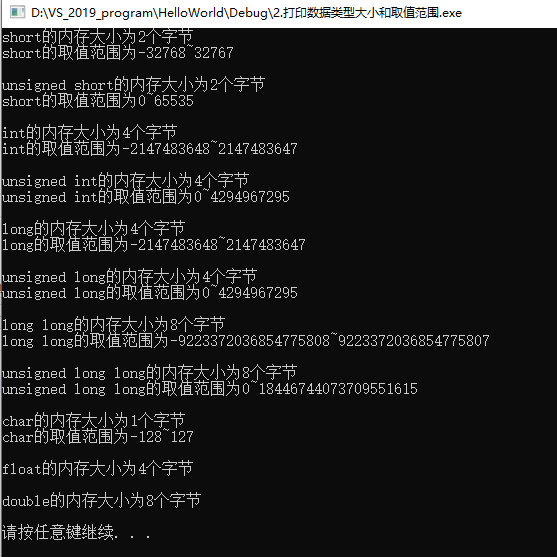 D:\VS_2019_program\HelloWorld\Debug\2.打印数据类型大小和取值范围.exe
short的内存大小为2个字节
short的取值范围为-32768~32767
unsigned short的内存大小为2个字节
short的取值范围为0~65535
int的内存大小为4个字节
int的取值范围为-2147483648~2147483647
unsigned int的内存大小为4个字节
unsigned int的取值范围为0~4294967295
long的内存大小为4个字节
long的取值范围为-2147483648~2147483647
unsigned long的内存大小为4个字节
unsigned long的取值范围为0~4294967295
long long的内存大小为8个字节
long long的取值范围为-9223372036854775808~9223372036854775807
unsigned long long的内存大小为8个字节
unsigned long long的取值范围为0~18446744073709551615
char的内存大小为1个字节
char的取值范围为-128~127
float的内存大小为4个字节
double的内存大小为8个字节
请按任意键继续. . .